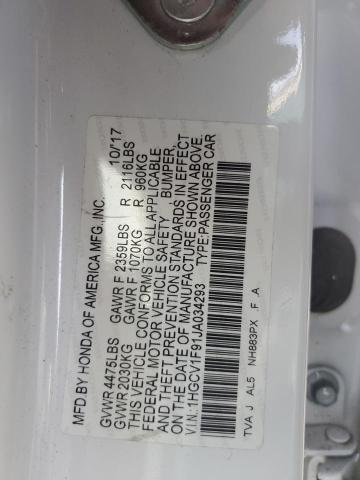 MFD BY HONDA OF AMERICA MFG., INC. 10/17
GVWR 4475LBS GAWR F 2359LBS R 2116LBS
GVWR 2030KG GAWR F 1070KG R 960KG
THIS VEHICLE CONFORMS TO ALL APPLICABLE
FEDERAL MOTOR VEHICLE SAFETY BUMPER,
AND THEFT PREVENTION STANDARDS IN EFFECT
ON THE DATE OF MANUFACTURE SHOWN ABOVE.
V.I.N.:1HGCV1F91JA034293 TYPE:PASSENGER CAR
TVA J AL5 NH883PX F A